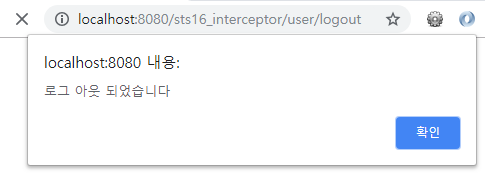 localhost:8080/sts16_interceptor/user/logout
localhost:8080 내용:
로그 아웃 되었습니다
확인